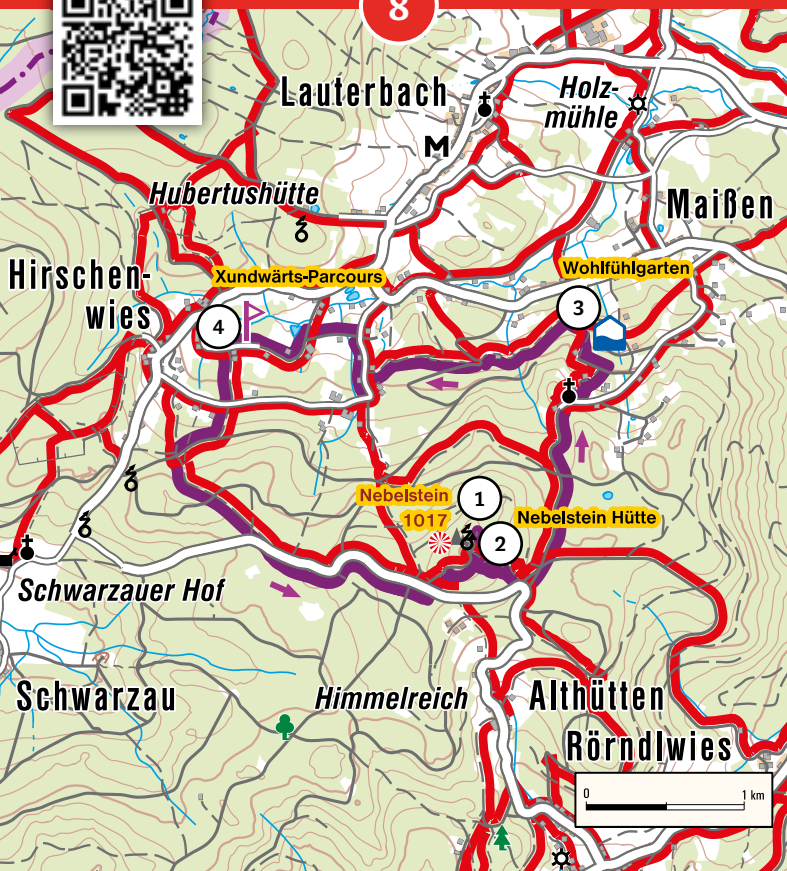 8
Lauterbach
Holz-
mühle
M
Hubertushütte
Maißen
Hirschen-
wies
Xundwärts-Parcours
Wohlfühlgarten
4
3
Nebelstein
1017
1
Nebelstein Hütte
2
Schwarzauer Hof
Schwarzau
Himmelreich
Althütten
Rörndlwies
0
1 km